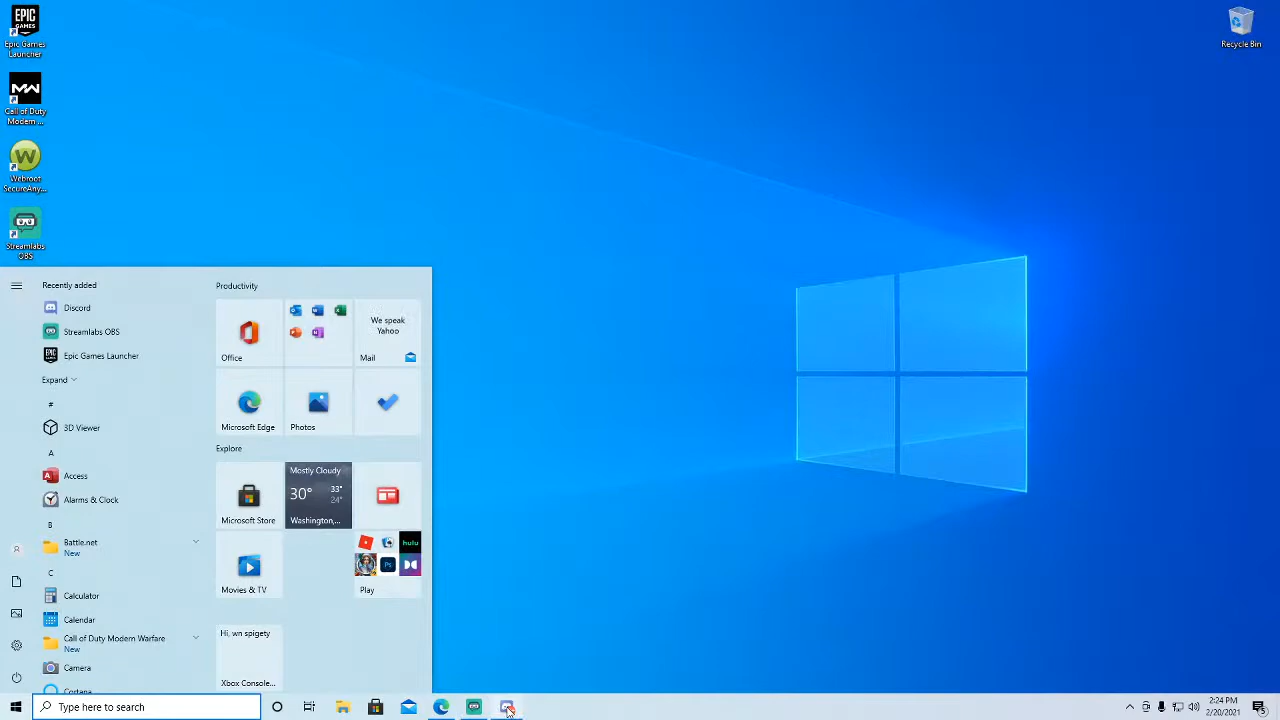 EPIC
GAMES
Epic Games
Launcher
Recycle Bin
Call of Duty
Modern ...
Webroot
SecureAny...
Streamlabs
OBS
Recently added
Discord
Streamlabs OBS
Epic Games Launcher
Expand
#
3D Viewer
A
Access
Alarms & Clock
B
Battle.net
New
C
Calculator
Calendar
Call of Duty Modern Warfare
New
Camera
Cortana
Productivity
Office
We speak
Yahoo
Mail
Microsoft Edge
Photos
Explore
Microsoft Store
Mostly Cloudy
30° 33°
24°
Washington,...
Movies & TV
hulu
Ps
Play
Hi, wn spigety
Xbox Console...
Type here to search
2:24 PM
2/20/2021
5